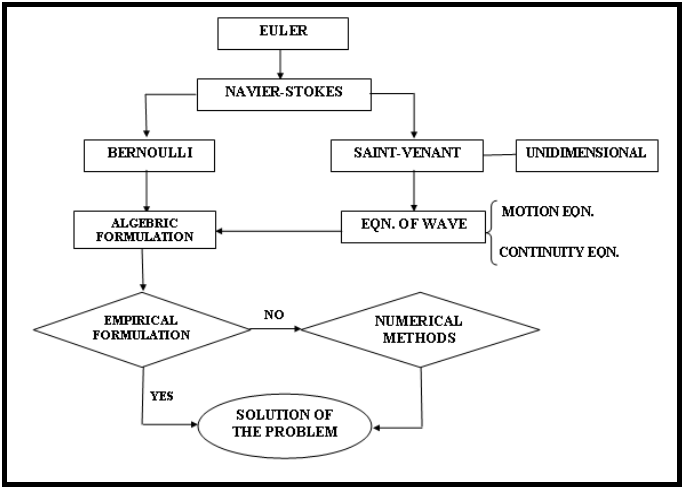 EULER
NAVIER-STOKES
BERNOULLI
SAINT-VENANT
UNIDIMENSIONAL
ALGEBRIC
FORMULATION
EQN. OF WAVE
MOTION EQN.
CONTINUITY EQN.
EMPIRICAL
FORMULATION
NO
NUMERICAL
METHODS
YES
SOLUTION OF
THE PROBLEM